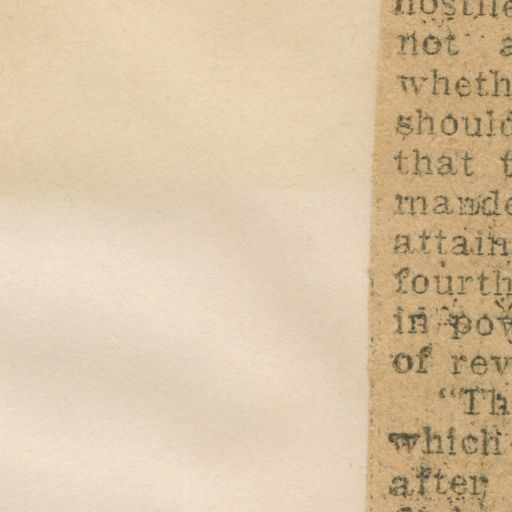 hostile
not a
wheth
should
that t
mande
attain
fourth
in pov
of rev
“Th
which
after